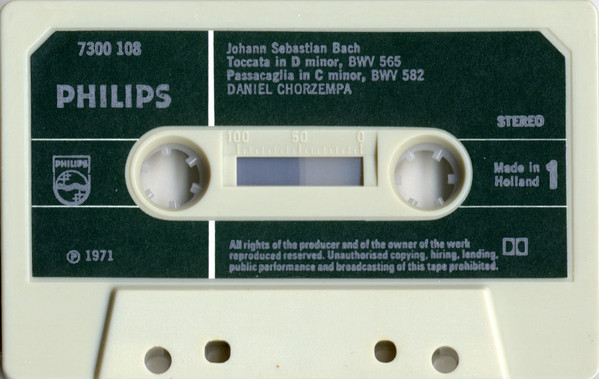 7300 108
PHILIPS
Johann Sebastian Bach
Toccata in D minor, BWV 565
Passacaglia in C minor, BWV 582
DANIEL CHORZEMPA
STEREO
100 50 0
PHILIPS
Made in
Holland
1
℗ 1971
All rights of the producer and of the owner of the work
reproduced reserved. Unauthorised copying, hiring, lending,
public performance and broadcasting of this tape prohibited.